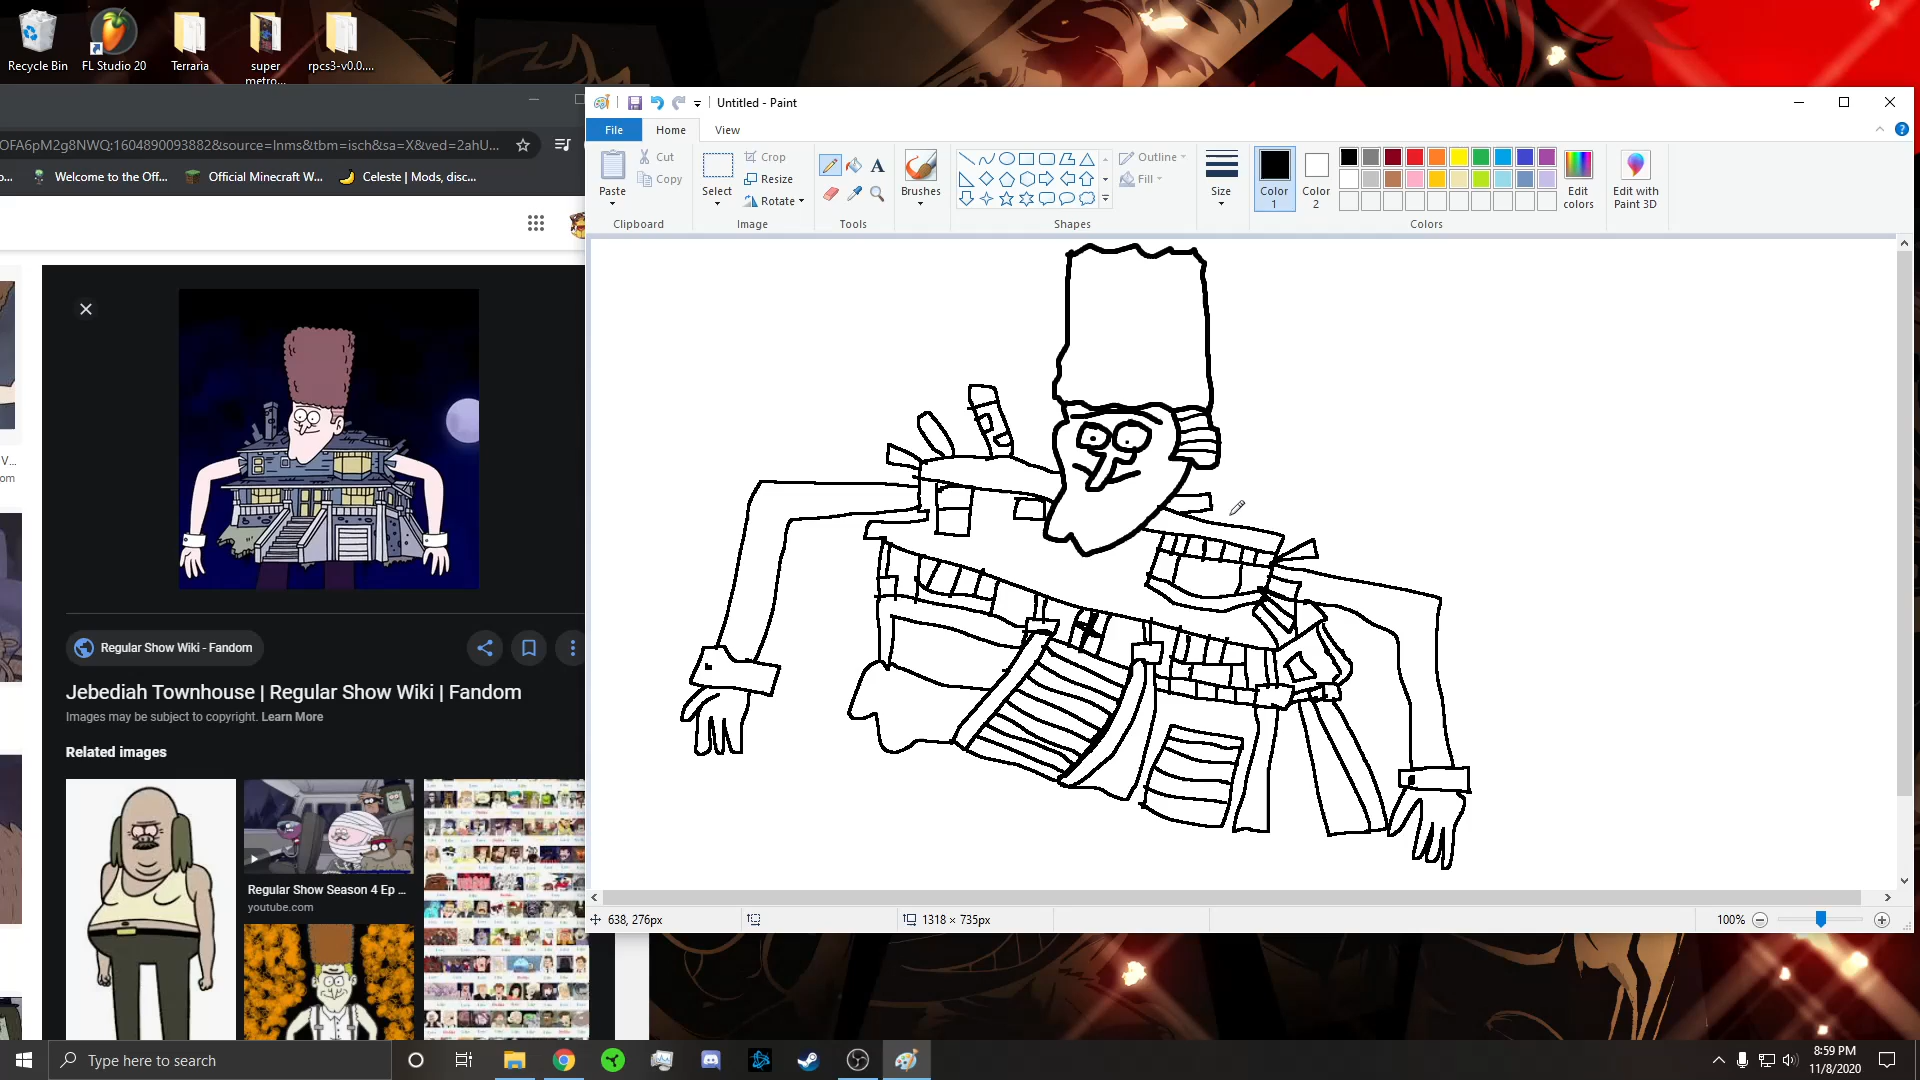 Recycle Bin
FL Studio 20
Terraria
super
metro...
rpcs3-v0.0....
OFA6pM2g8NWQ:1604890093882&source=lnms&tbm=isch&sa=X&ved=2ahU...
o...
Welcome to the Off...
Official Minecraft W...
Celeste | Mods, disc...
Untitled - Paint
File
Home
View
Paste
Cut
Copy
Clipboard
Select
Crop
Resize
Rotate
Image
Tools
Brushes
Shapes
Outline
Fill
Size
Color
1
Color
2
Edit
colors
Colors
Edit with
Paint 3D
V...
om
Regular Show Wiki - Fandom
Jebediah Townhouse | Regular Show Wiki | Fandom
Images may be subject to copyright. Learn More
Related images
Regular Show Season 4 Ep ...
youtube.com
638, 276px
1318 × 735px
100%
Type here to search
8:59 PM
11/8/2020